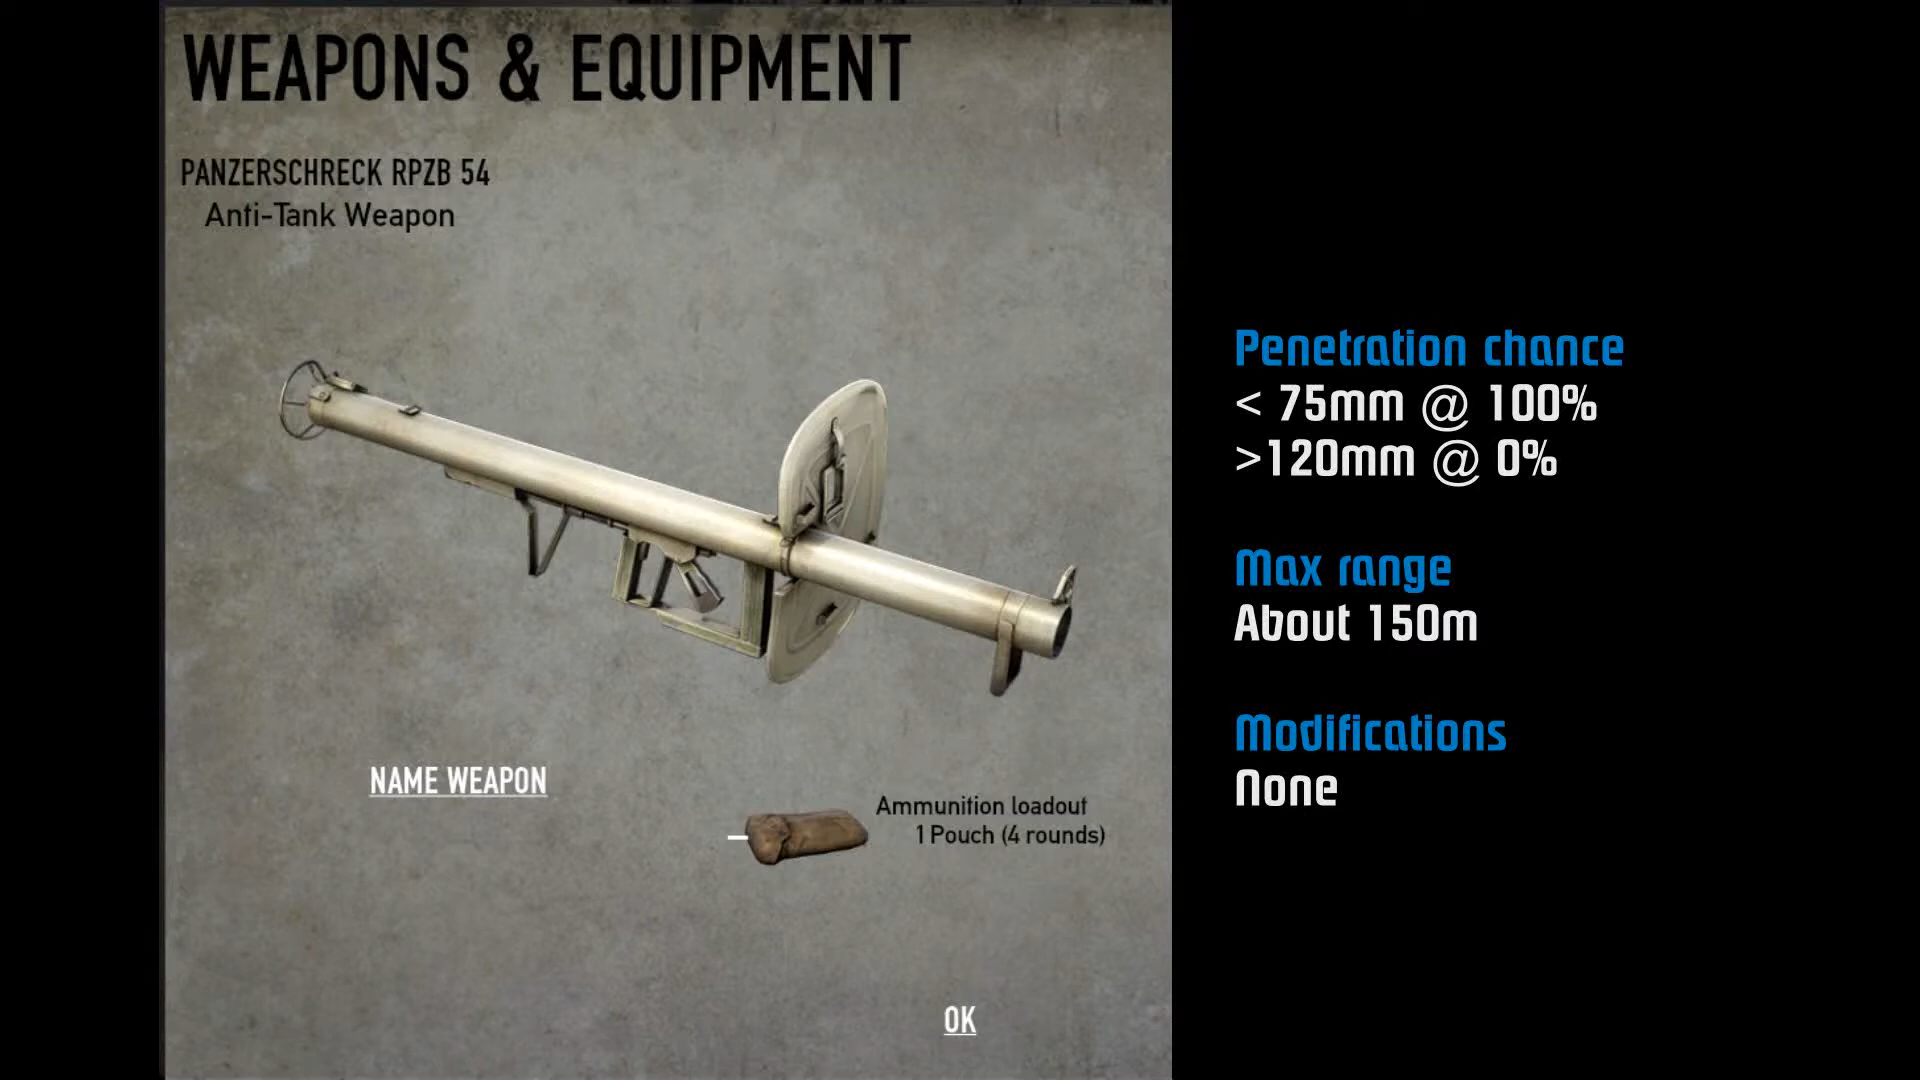 WEAPONS & EQUIPMENT
PANZERSCHRECK RPZB 54
Anti-Tank Weapon
NAME WEAPON
Ammunition loadout
1 Pouch (4 rounds)
OK
Penetration chance
< 75mm @ 100%
>120mm @ 0%
Max range
About 150m
Modifications
None